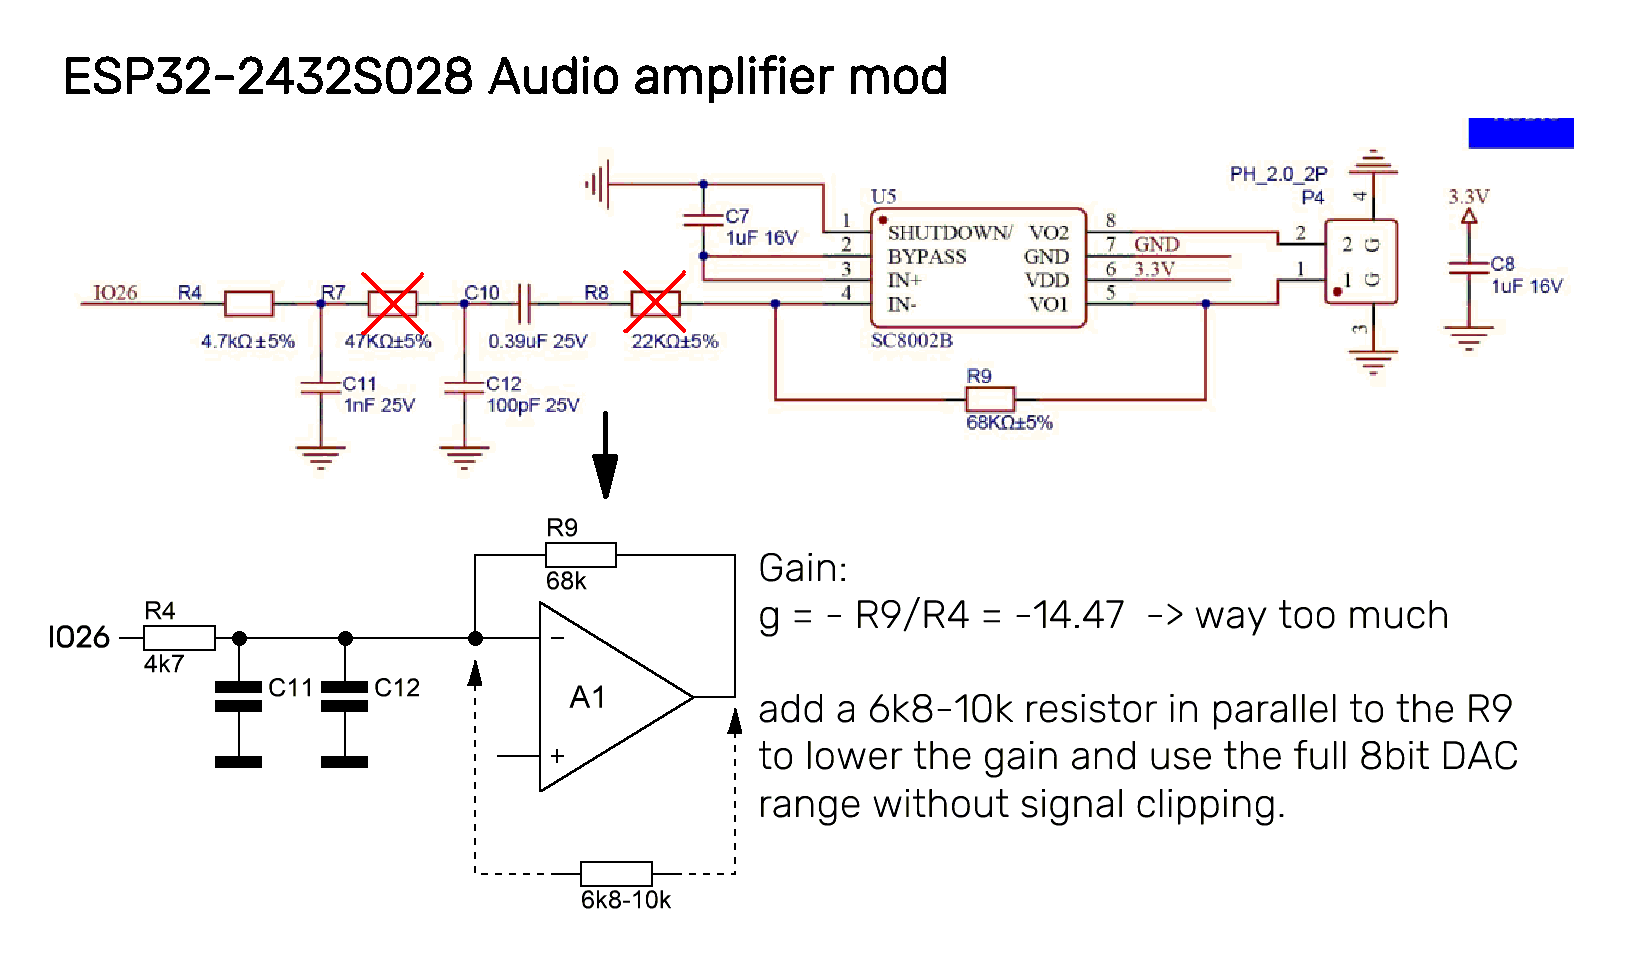 ESP32-2432S028 Audio amplifier mod
PH_2.0_2P
P4
4
3.3V
U5
C7
1uF 16V
1
2
3
4
SHUTDOWN/ VO2
BYPASS GND
IN+ VDD
IN- VO1
8
7 GND
6 3.3V
5
2
1
2 G
1 G
C8
1uF 16V
IO26 R4 R7 C10 R8
4.7kΩ±5% 47KΩ±5% 0.39uF 25V 22KΩ±5% SC8002B
3
C11
1nF 25V
C12
100pF 25V
R9
68KΩ±5%
R9
68k
Gain:
g = - R9/R4 = -14.47 -> way too much
R4
IO26
4k7
C11 C12
−
A1
+
add a 6k8-10k resistor in parallel to the R9
to lower the gain and use the full 8bit DAC
range without signal clipping.
6k8-10k